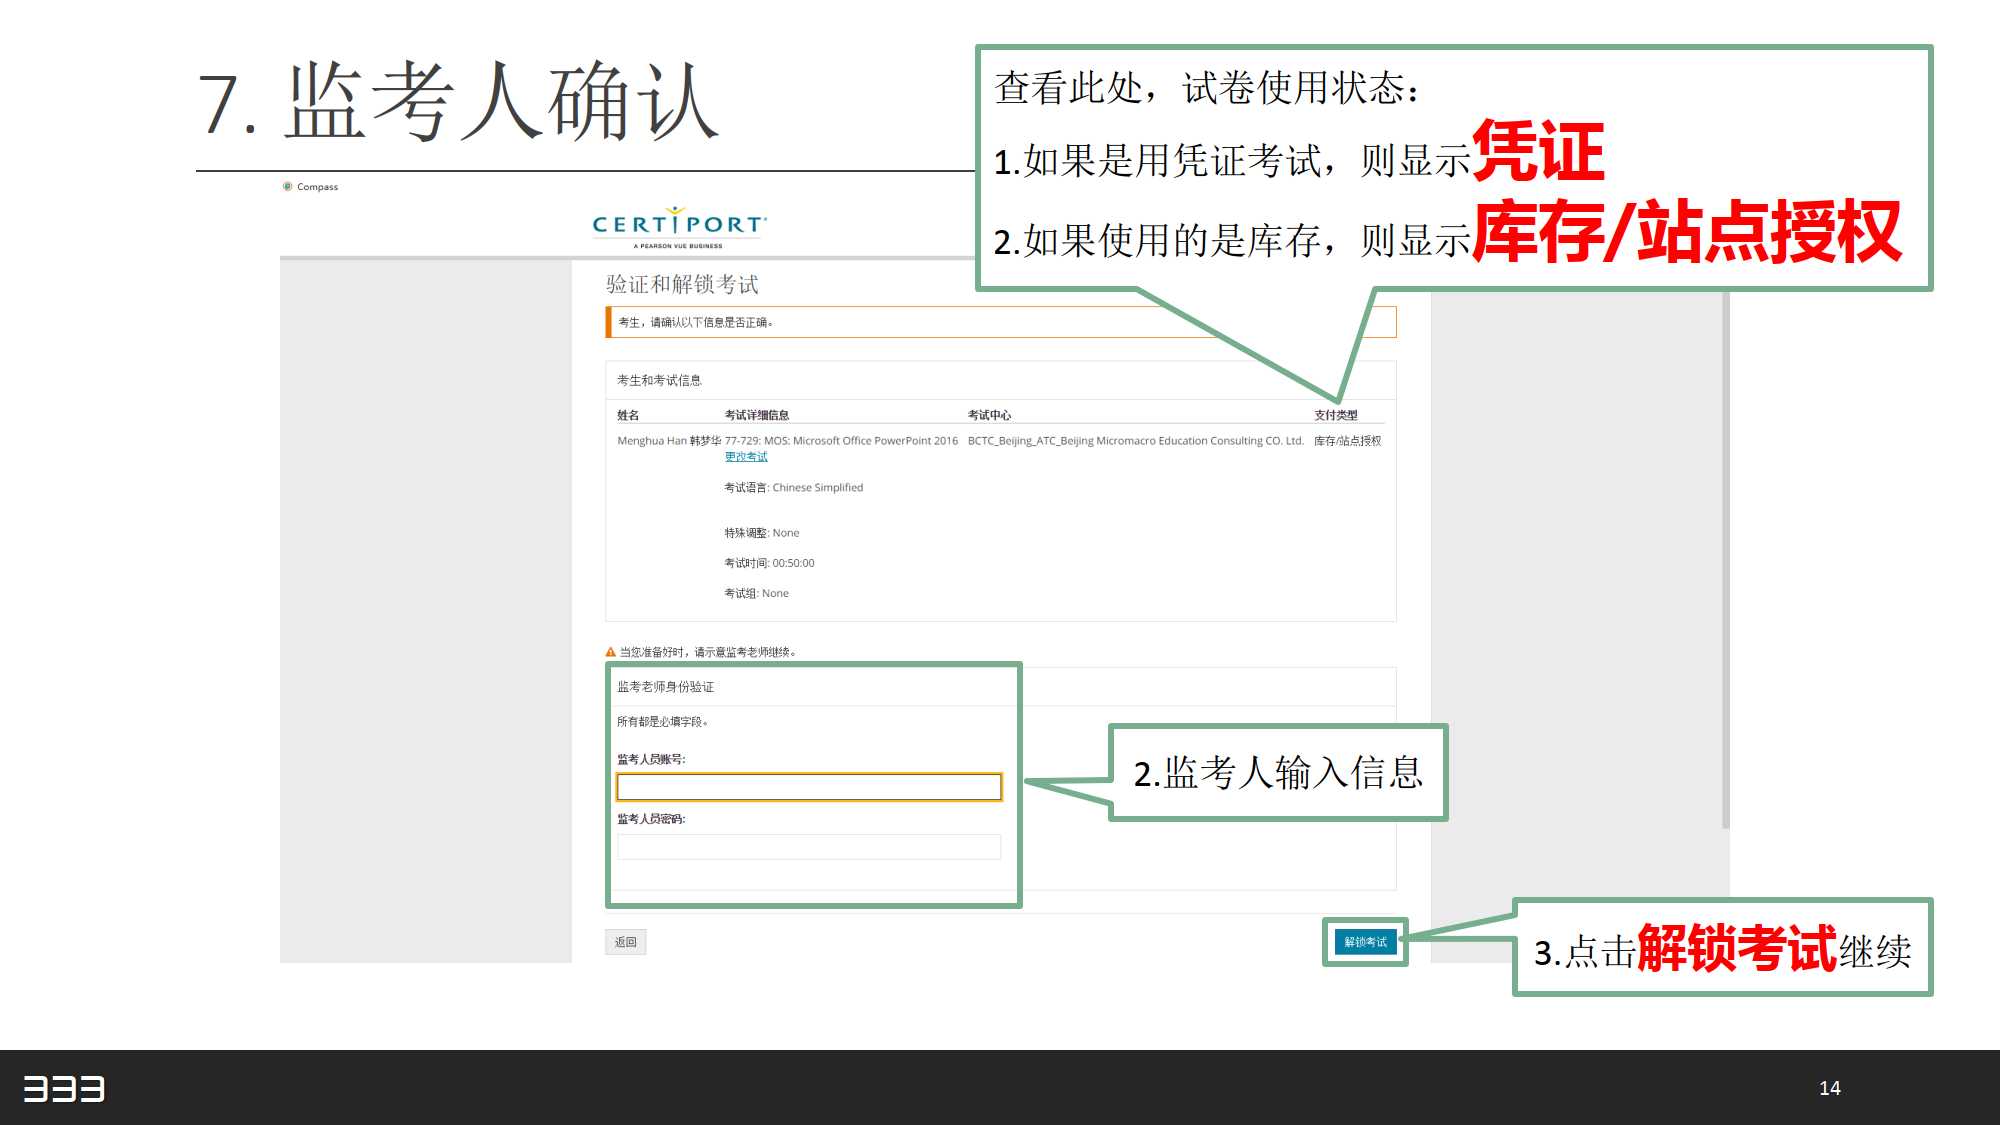 7. 监考人确认
查看此处，试卷使用状态：
1.如果是用凭证考试，则显示凭证
2.如果使用的是库存，则显示库存/站点授权
Compass
CERTIPORT
A PEARSON VUE BUSINESS
验证和解锁考试
考生，请确认以下信息是否正确。
考生和考试信息
姓名 考试详细信息 考试中心 支付类型
Menghua Han 韩梦华 77-729: MOS: Microsoft Office PowerPoint 2016 BCTC_Beijing_ATC_Beijing Micromacro Education Consulting CO. Ltd. 库存/站点授权
更改考试
考试语言: Chinese Simplified
特殊调整: None
考试时间: 00:50:00
考试组: None
当您准备好时，请示意监考老师继续。
监考老师身份验证
所有都是必填字段。
监考人员账号:
2.监考人输入信息
监考人员密码:
返回
解锁考试
3.点击解锁考试继续
333
14